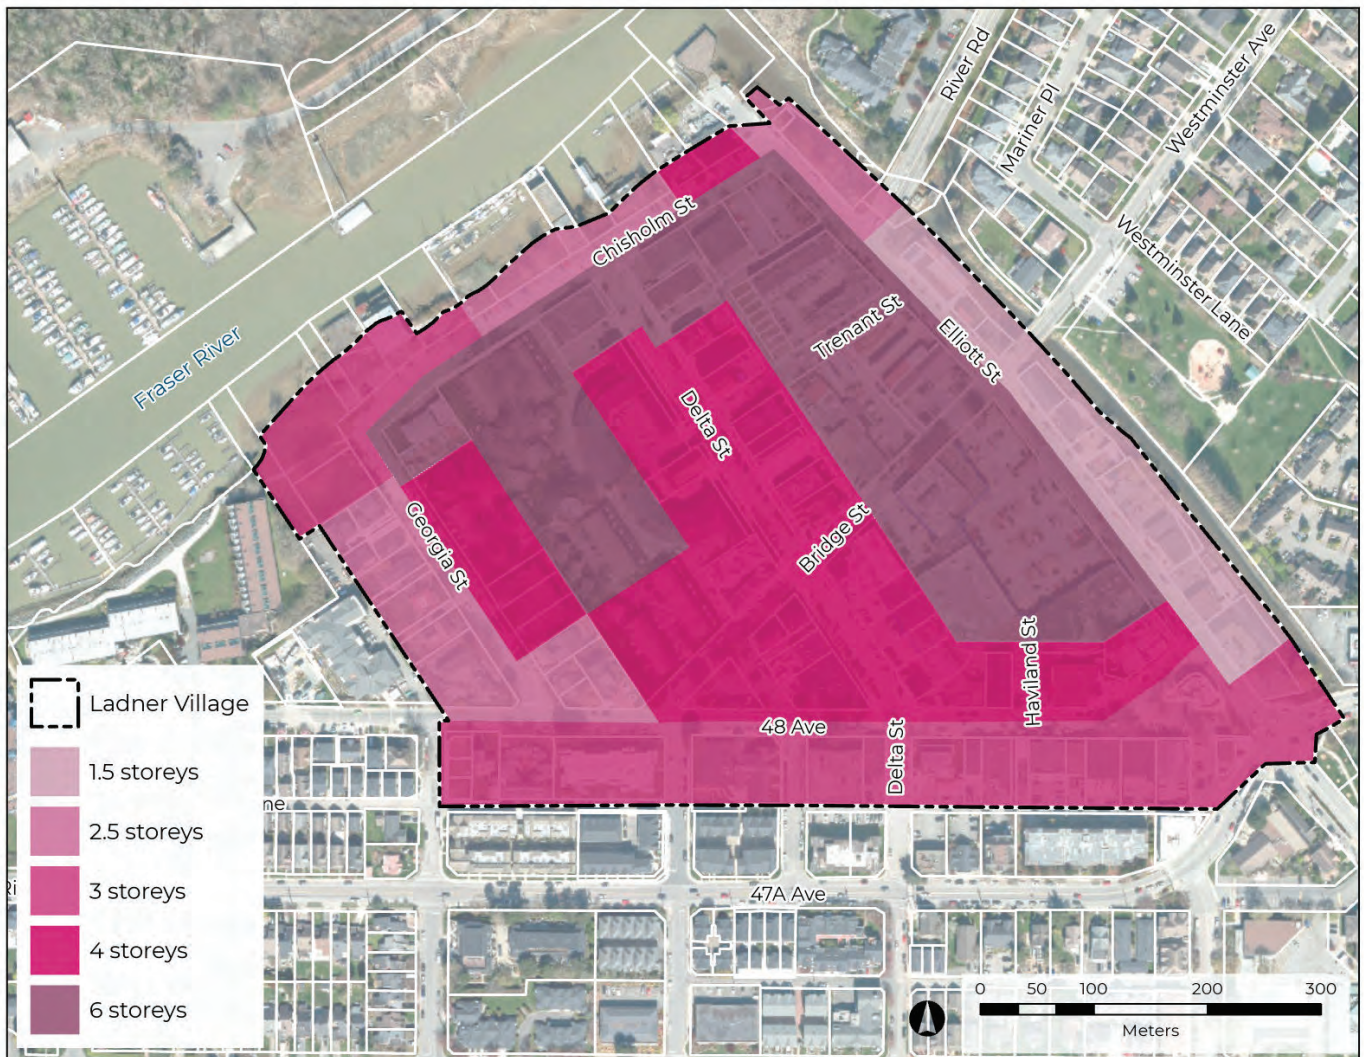 River Rd
Mariner Pl
Westminster Ave
Westminster Lane
Chisholm St
Trenant St
Elliott St
Fraser River
Delta St
Georgia St
Bridge St
Haviland St
48 Ave
Delta St
47A Ave
Ladner Village
1.5 storeys
2.5 storeys
3 storeys
4 storeys
6 storeys
ne
Ri
0 50 100 200 300
Meters